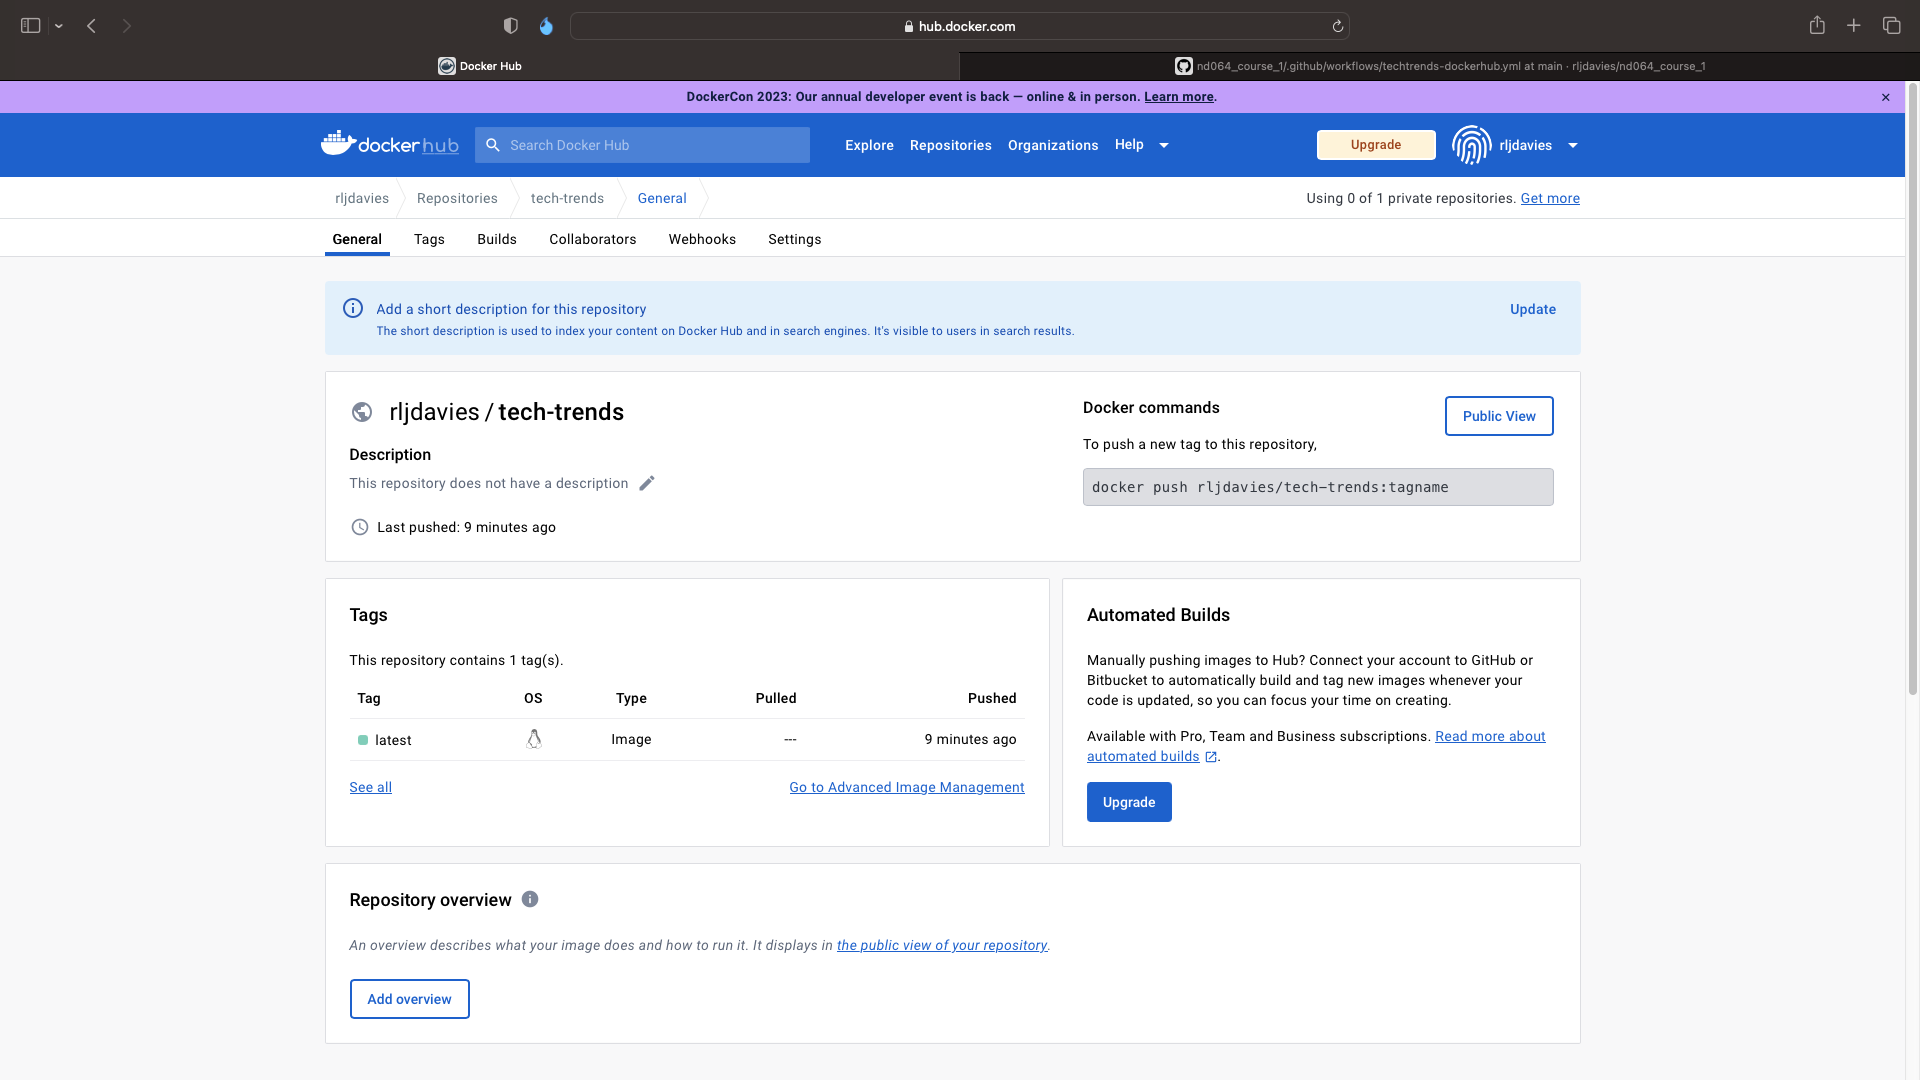 hub.docker.com
Docker Hub
nd064_course_1/.github/workflows/techtrends-dockerhub.yml at main · rljdavies/nd064_course_1
DockerCon 2023: Our annual developer event is back — online & in person. Learn more.
docker hub
Search Docker Hub
Explore
Repositories
Organizations
Help
Upgrade
rljdavies
rljdavies
Repositories
tech-trends
General
Using 0 of 1 private repositories. Get more
General
Tags
Builds
Collaborators
Webhooks
Settings
Add a short description for this repository
The short description is used to index your content on Docker Hub and in search engines. It's visible to users in search results.
Update
rljdavies / tech-trends
Description
This repository does not have a description
Last pushed: 9 minutes ago
Docker commands
To push a new tag to this repository,
Public View
docker push rljdavies/tech-trends:tagname
Tags
This repository contains 1 tag(s).
Tag OS Type Pulled Pushed
latest Image --- 9 minutes ago
See all
Go to Advanced Image Management
Automated Builds
Manually pushing images to Hub? Connect your account to GitHub or
Bitbucket to automatically build and tag new images whenever your
code is updated, so you can focus your time on creating.
Available with Pro, Team and Business subscriptions. Read more about
automated builds.
Upgrade
Repository overview
An overview describes what your image does and how to run it. It displays in the public view of your repository.
Add overview